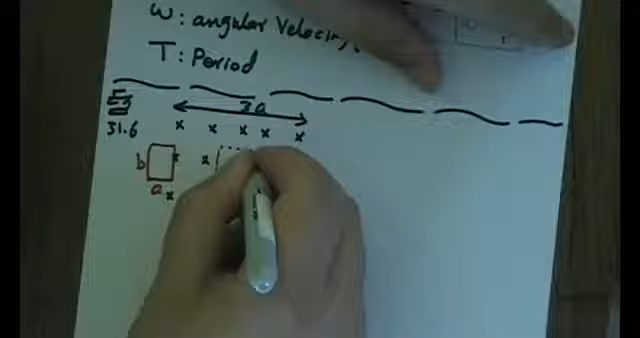 ω: angular Velocity
T: Period
3a
31.6
x x x x x
b x x
a x